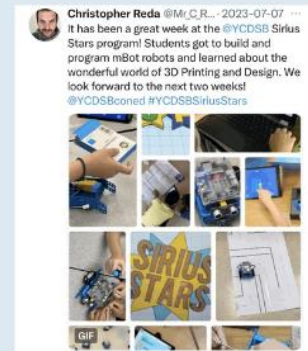 Christopher Reda @Mr_C_R... · 2023-07-07 ...
It has been a great week at the @YCDSB Sirius
Stars program! Students got to build and
program mBot robots and learned about the
wonderful world of 3D Printing and Design. We
look forward to the next two weeks!
@YCDSBconed #YCDSBSiriusStars
SIRIUS
STARS
GIF